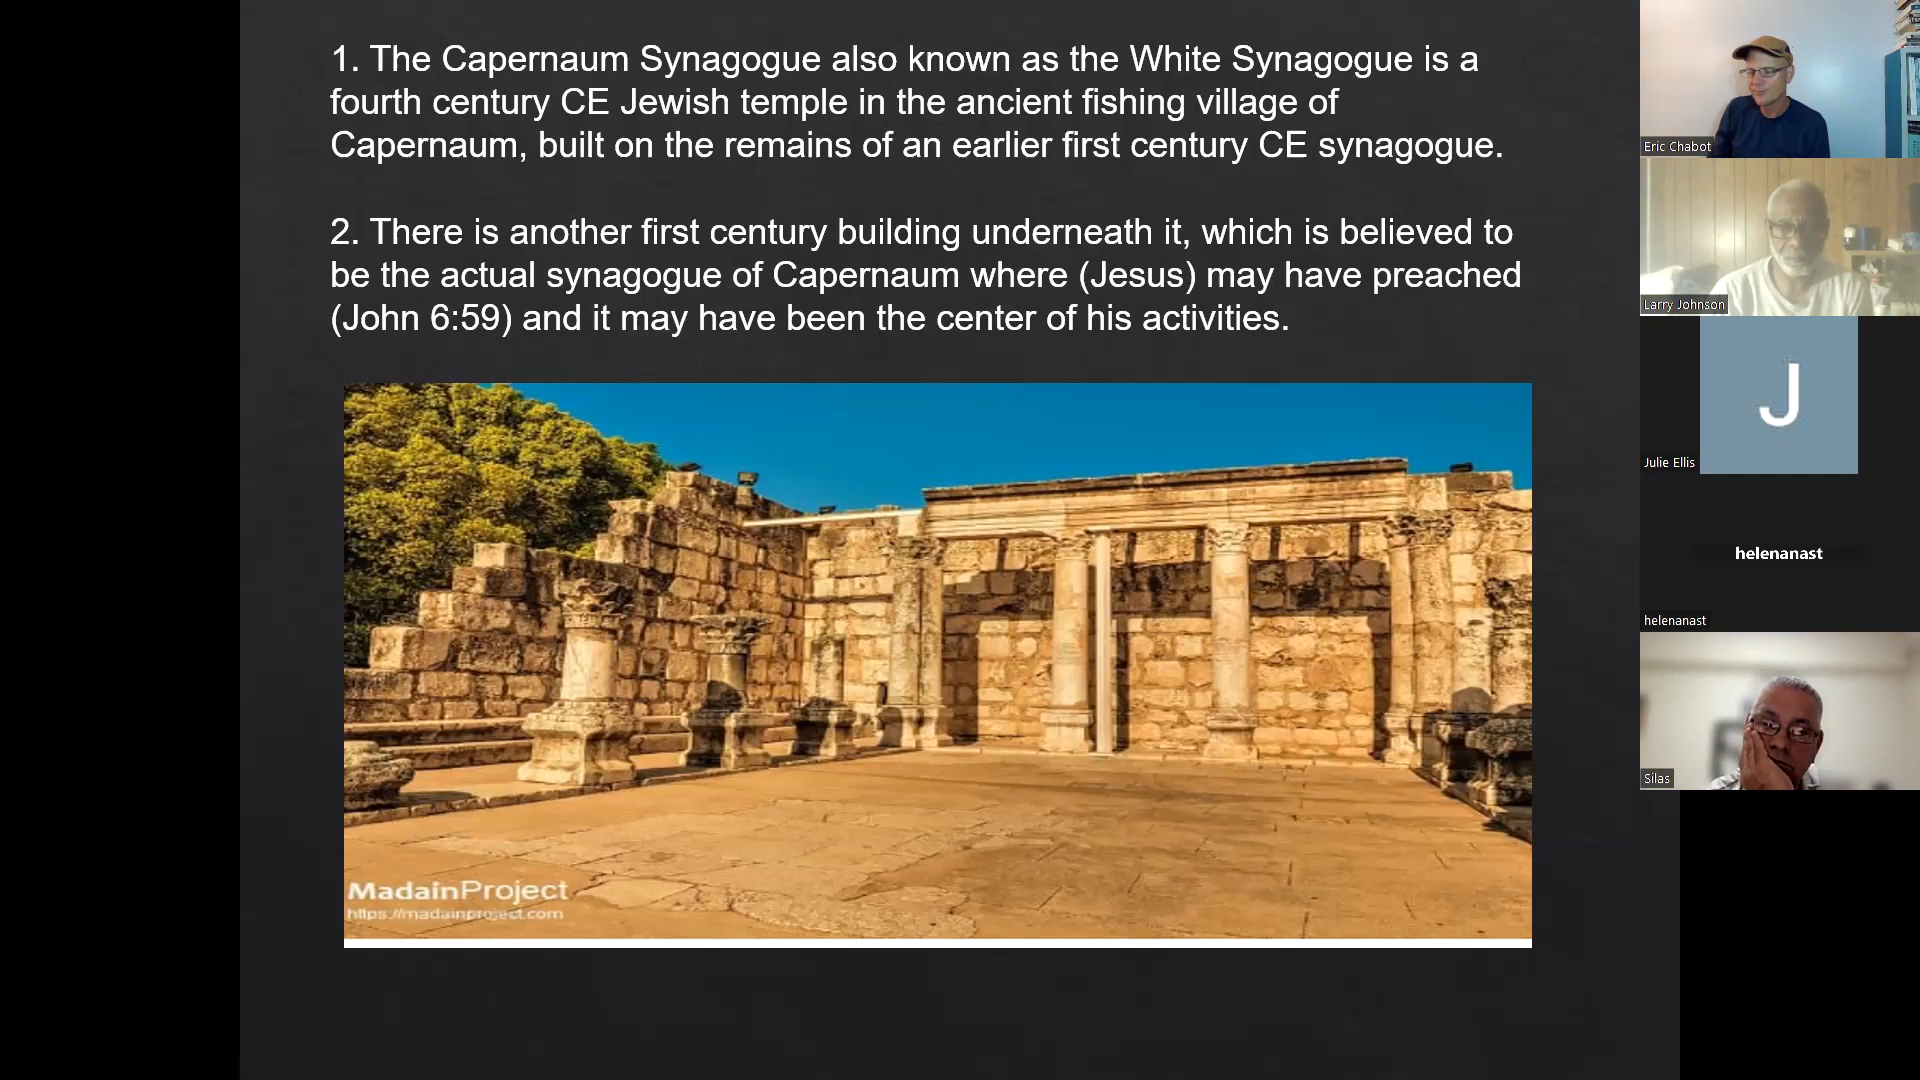 1. The Capernaum Synagogue also known as the White Synagogue is a
fourth century CE Jewish temple in the ancient fishing village of
Capernaum, built on the remains of an earlier first century CE synagogue.
2. There is another first century building underneath it, which is believed to
be the actual synagogue of Capernaum where (Jesus) may have preached
(John 6:59) and it may have been the center of his activities.
MadainProject
https://madainproject.com
Eric Chabot
Larry Johnson
J
Julie Ellis
helenanast
helenanast
Silas